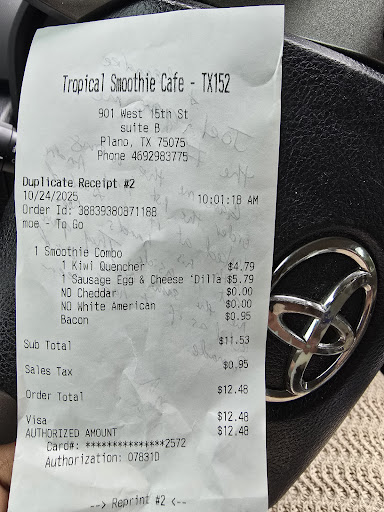 Tropical Smoothie Cafe - TX152
901 West 15th St
suite B
Plano, TX 75075
Phone 4692983775
Duplicate Receipt #2
10/24/2025 10:01:18 AM
Order Id: 38839380871188
moe - To Go
1 Smoothie Combo
1 Kiwi Quencher $4.79
1 Sausage Egg & Cheese 'Dilla $5.79
NO Cheddar $0.00
NO White American $0.00
Bacon $0.95
Sub Total $11.53
Sales Tax $0.95
Order Total $12.48
Visa $12.48
AUTHORIZED AMOUNT $12.48
Card#: ***************2572
Authorization: 07831D
--> Reprint #2 <--